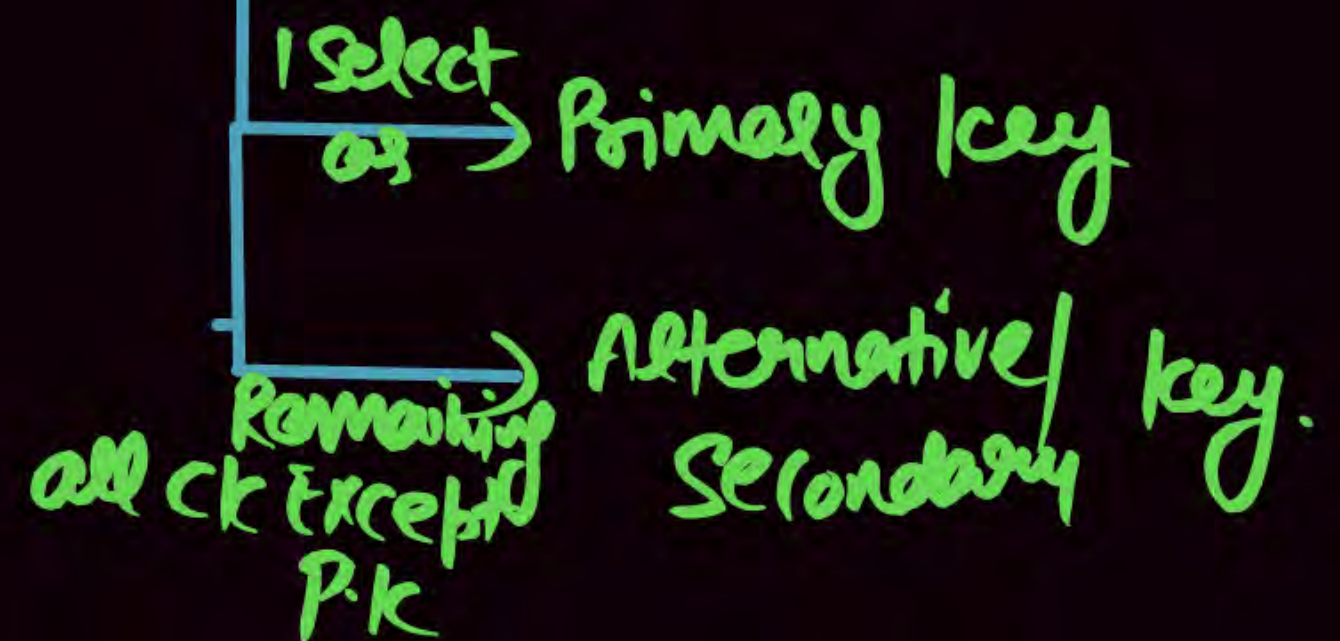 1 Select
as
Primary key
Remaining
all CK Except
P.K
Alternative/
Secondary
key.